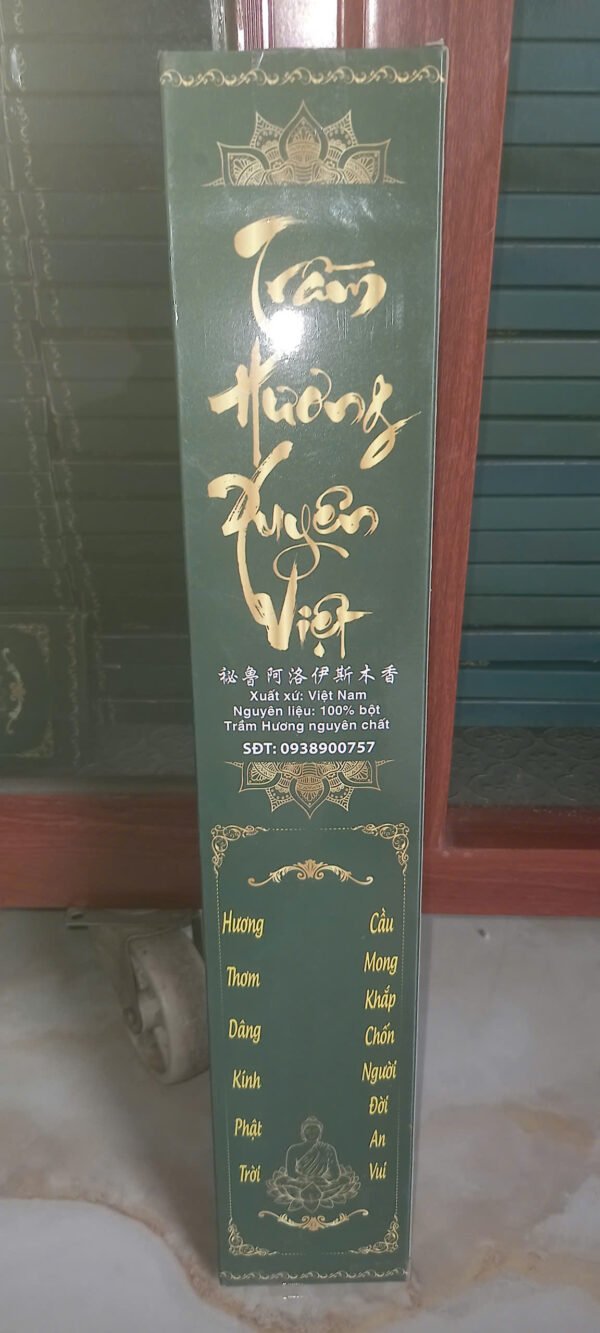 Trầm
Hương
Xuyên
Việt
秘鲁阿洛伊斯木香
Xuất xứ: Việt Nam
Nguyên liệu: 100% bột
Trầm Hương nguyên chất
SĐT: 0938900757
Hương
Thơm
Dâng
Kính
Phật
Trời
Cầu
Mong
Khắp
Chốn
Người
Đời
An
Vui